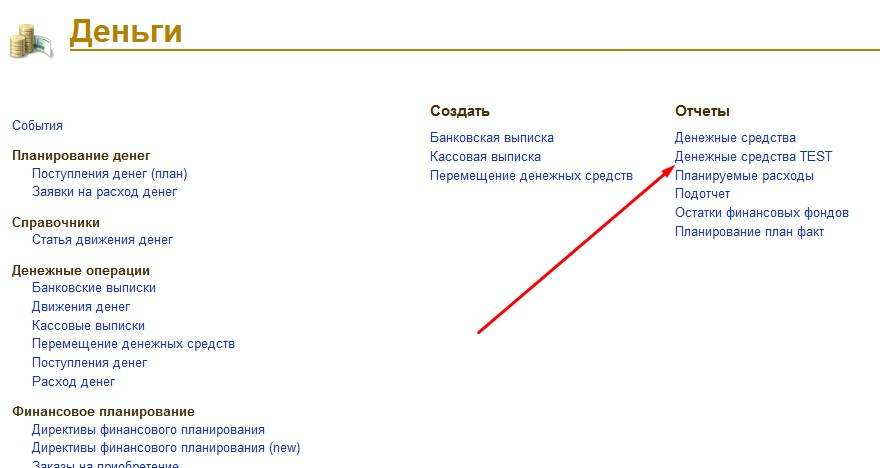 Деньги
События
Планирование денег
Поступления денег (план)
Заявки на расход денег
Справочники
Статья движения денег
Денежные операции
Банковские выписки
Движения денег
Кассовые выписки
Перемещение денежных средств
Поступления денег
Расход денег
Финансовое планирование
Директивы финансового планирования
Директивы финансового планирования (new)
Заказы на приобретение
Создать
Банковская выписка
Кассовая выписка
Перемещение денежных средств
Отчеты
Денежные средства
Денежные средства TEST
Планируемые расходы
Подотчет
Остатки финансовых фондов
Планирование план факт